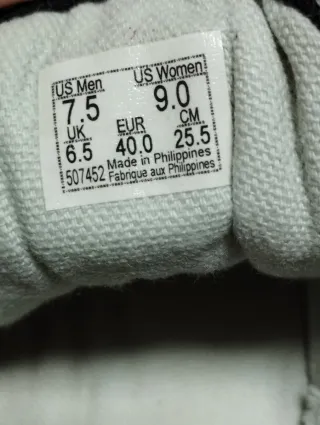 US Men US Women
7.5 9.0
UK EUR CM
6.5 40.0 25.5
507452 Made in Philippines
Fabrique aux Philippines